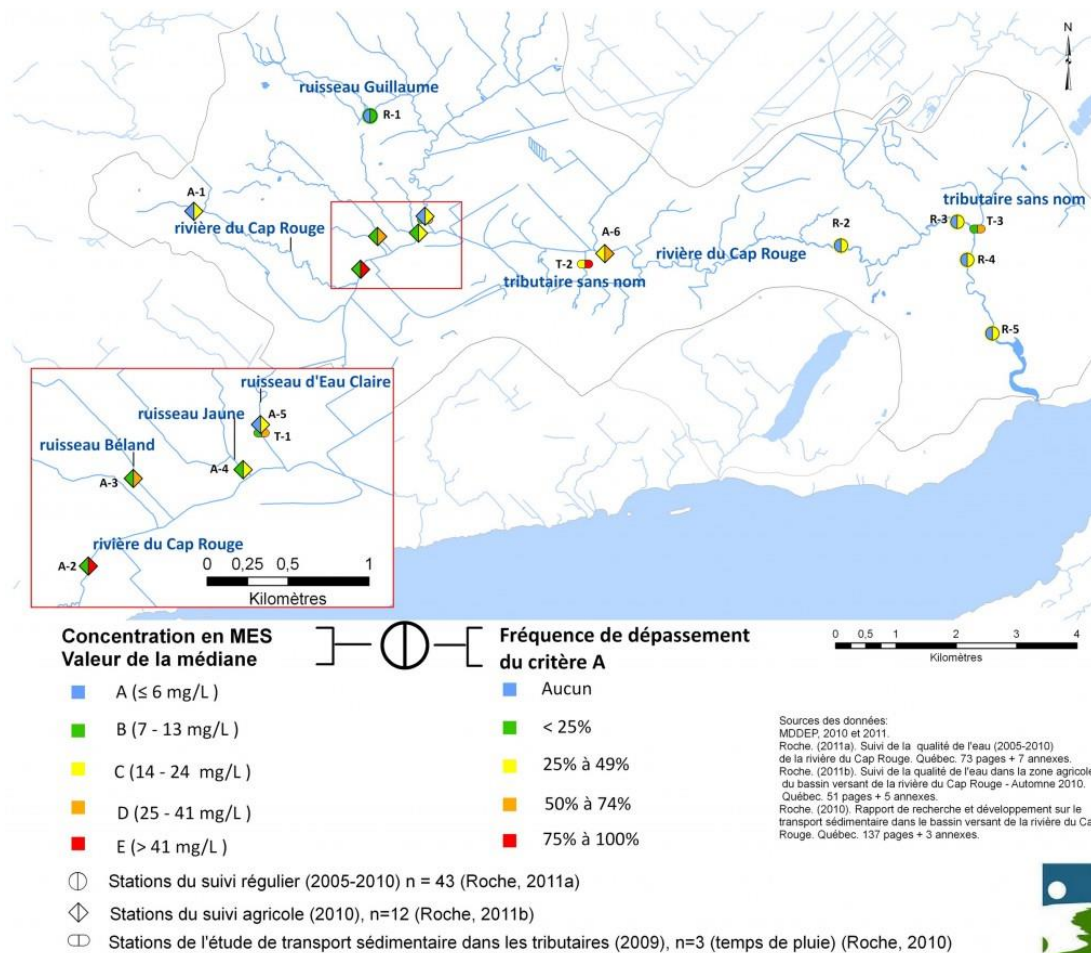 N
ruisseau Guillaume
R-1
A-1
rivière du Cap Rouge
A-6
T-2
tributaire sans nom
rivière du Cap Rouge
R-2
tributaire sans nom
R-3
T-3
R-4
R-5
ruisseau d'Eau Claire
ruisseau Jaune
A-5
T-1
ruisseau Béland
A-4
A-3
rivière du Cap Rouge
A-2
0 0,25 0,5 1
Kilomètres
Concentration en MES
Valeur de la médiane
A (≤ 6 mg/L )
B (7 - 13 mg/L )
C (14 - 24 mg/L )
D (25 - 41 mg/L )
E (> 41 mg/L )
Fréquence de dépassement
du critère A
Aucun
< 25%
25% à 49%
50% à 74%
75% à 100%
0 0,5 1 2 3 4
Kilomètres
Sources des données:
MDDEP, 2010 et 2011.
Roche. (2011a). Suivi de la qualité de l'eau (2005-2010)
de la rivière du Cap Rouge. Québec. 73 pages + 7 annexes.
Roche. (2011b). Suivi de la qualité de l'eau dans la zone agricole
du bassin versant de la rivière du Cap Rouge - Automne 2010.
Québec. 51 pages + 5 annexes.
Roche. (2010). Rapport de recherche et développement sur le
transport sédimentaire dans le bassin versant de la rivière du Ca
Rouge. Québec. 137 pages + 3 annexes.
Stations du suivi régulier (2005-2010) n = 43 (Roche, 2011a)
Stations du suivi agricole (2010), n=12 (Roche, 2011b)
Stations de l'étude de transport sédimentaire dans les tributaires (2009), n=3 (temps de pluie) (Roche, 2010)